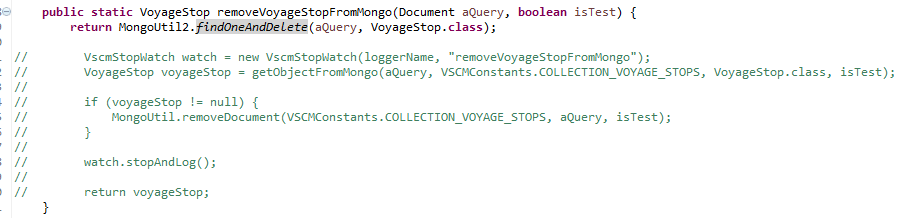 public static VoyageStop removeVoyageStopFromMongo(Document aQuery, boolean isTest) {
return MongoUtil2.findOneAndDelete(aQuery, VoyageStop.class);
// VscmStopWatch watch = new VscmStopWatch(loggerName, "removeVoyageStopFromMongo");
// VoyageStop voyageStop = getObjectFromMongo(aQuery, VSCMConstants.COLLECTION_VOYAGE_STOPS, VoyageStop.class, isTest);
//
// if (voyageStop != null) {
// MongoUtil.removeDocument(VSCMConstants.COLLECTION_VOYAGE_STOPS, aQuery, isTest);
// }
//
// watch.stopAndLog();
//
// return voyageStop;
}